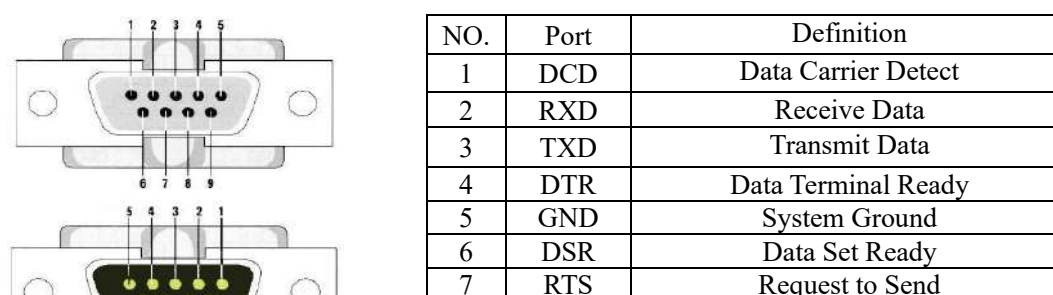 1 2 3 4 5
6 7 8 9
5 4 3 2 1
NO. Port Definition
1 DCD Data Carrier Detect
2 RXD Receive Data
3 TXD Transmit Data
4 DTR Data Terminal Ready
5 GND System Ground
6 DSR Data Set Ready
7 RTS Request to Send